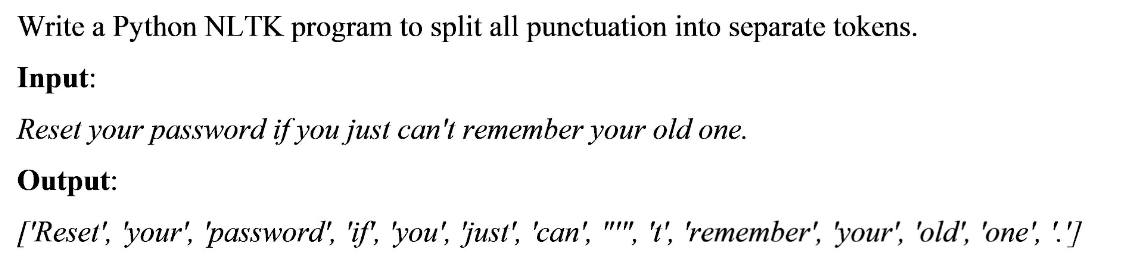 Write a Python NLTK program to split all punctuation into separate tokens.
Input:
Reset your password if you just can't remember your old one.
Output:
['Reset', 'your', 'password', 'if', 'you', 'just', 'can', "'", 't', 'remember', 'your', 'old', 'one', '.']